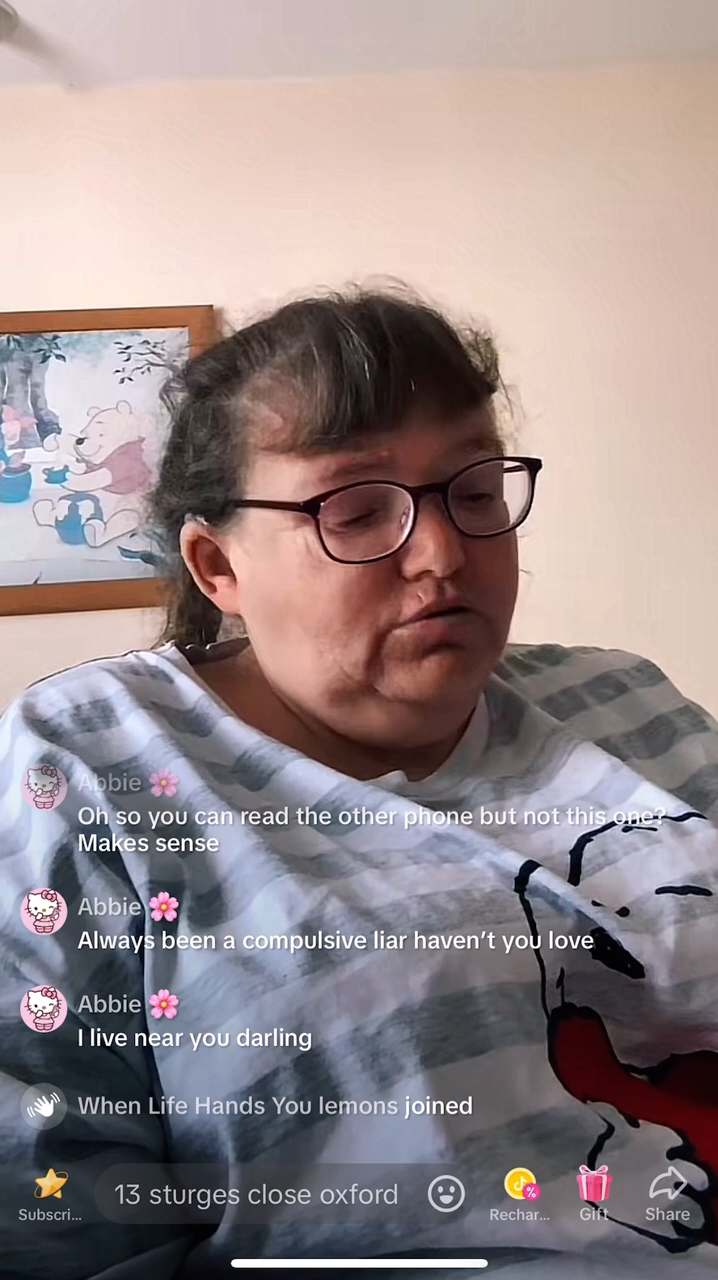 Abbie 🌸
Oh so you can read the other phone but not this one?
Makes sense
Abbie 🌸
Always been a compulsive liar haven't you love
Abbie 🌸
I live near you darling
When Life Hands You lemons joined
13 sturges close oxford
Subscri...
Rechar...
Gift
Share